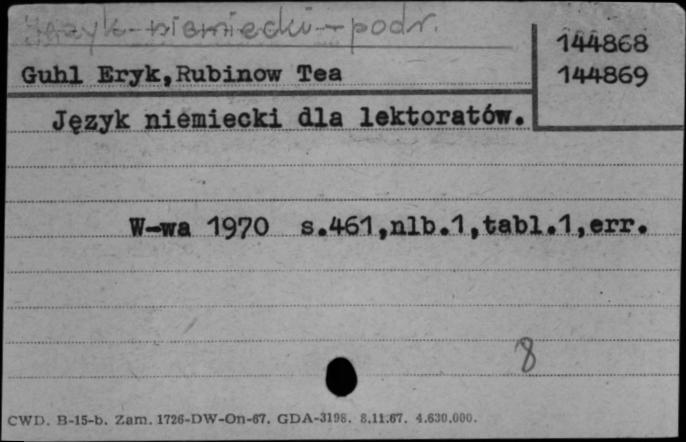 Język-niemiecki-podr.
144868
Guhl Eryk,Rubinow Tea
144869
Język niemiecki dla lektoratów.
W-wa 1970 s.461,nlb.1,tabl.1,err.
8
CWD. B-15-b. Zam. 1726-DW-On-67. GDA-3198. 8.11.67. 4.630.000.